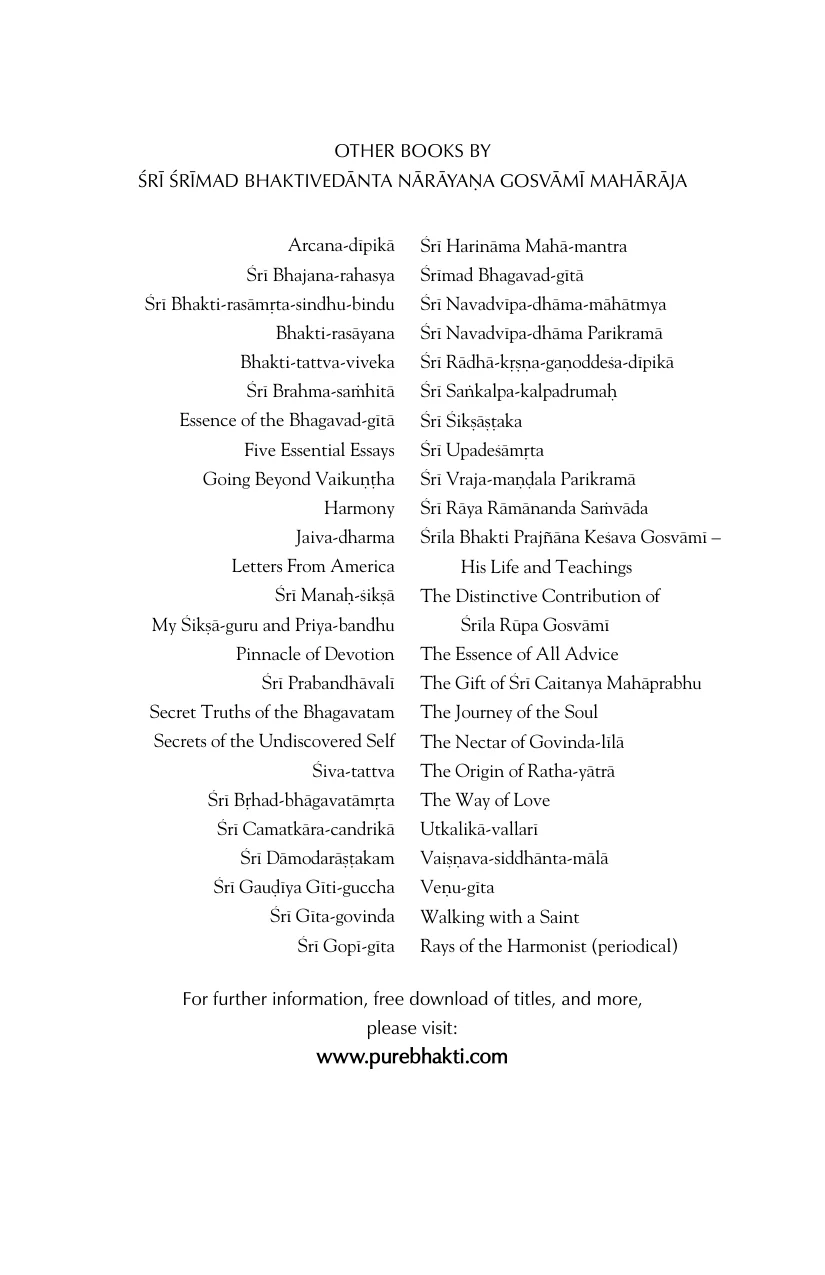 OTHER BOOKS BY
ŚRĪ ŚRĪMAD BHAKTIVEDĀNTA NĀRĀYAṆA GOSVĀMĪ MAHĀRĀJA
Arcana-dīpikā
Śrī Bhajana-rahasya
Śrī Bhakti-rasāmṛta-sindhu-bindu
Bhakti-rasāyana
Bhakti-tattva-viveka
Śrī Brahma-saṁhitā
Essence of the Bhagavad-gītā
Five Essential Essays
Going Beyond Vaikuṇṭha
Harmony
Jaiva-dharma
Letters From America
Śrī Manaḥ-śikṣā
My Śikṣā-guru and Priya-bandhu
Pinnacle of Devotion
Śrī Prabandhāvalī
Secret Truths of the Bhagavatam
Secrets of the Undiscovered Self
Śiva-tattva
Śrī Bṛhad-bhāgavatāmṛta
Śrī Camatkāra-candrikā
Śrī Dāmodarāṣṭakam
Śrī Gauḍīya Gīti-guccha
Śrī Gīta-govinda
Śrī Gopī-gīta
Śrī Harināma Mahā-mantra
Śrīmad Bhagavad-gītā
Śrī Navadvīpa-dhāma-māhātmya
Śrī Navadvīpa-dhāma Parikramā
Śrī Rādhā-kṛṣṇa-gaṇoddeśa-dīpikā
Śrī Saṅkalpa-kalpadrumaḥ
Śrī Śikṣāṣṭaka
Śrī Upadeśāmṛta
Śrī Vraja-maṇḍala Parikramā
Śrī Rāya Rāmānanda Saṁvāda
Śrīla Bhakti Prajñāna Keśava Gosvāmī –
His Life and Teachings
The Distinctive Contribution of
Śrīla Rūpa Gosvāmī
The Essence of All Advice
The Gift of Śrī Caitanya Mahāprabhu
The Journey of the Soul
The Nectar of Govinda-līlā
The Origin of Ratha-yātrā
The Way of Love
Utkalikā-vallarī
Vaiṣṇava-siddhānta-mālā
Veṇu-gīta
Walking with a Saint
Rays of the Harmonist (periodical)
For further information, free download of titles, and more,
please visit:
www.purebhakti.com